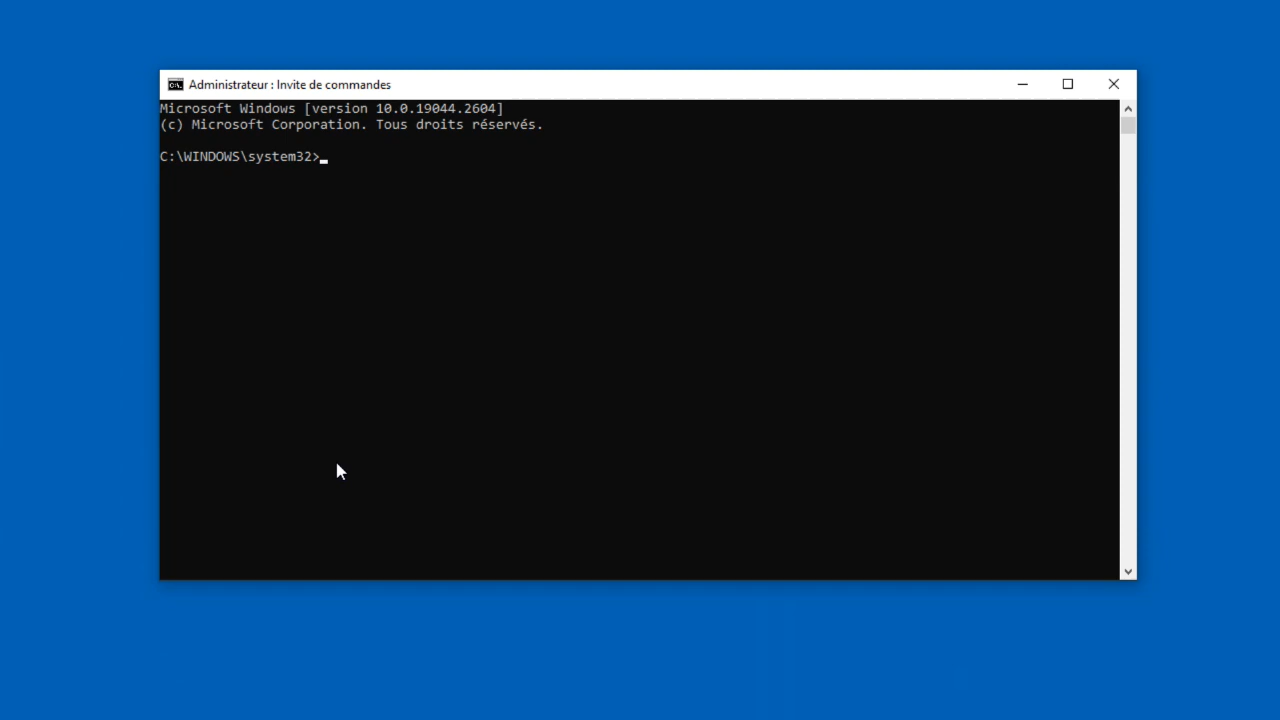 Administrateur : Invite de commandes
Microsoft Windows [version 10.0.19044.2604]
(c) Microsoft Corporation. Tous droits réservés.
C:\WINDOWS\system32>